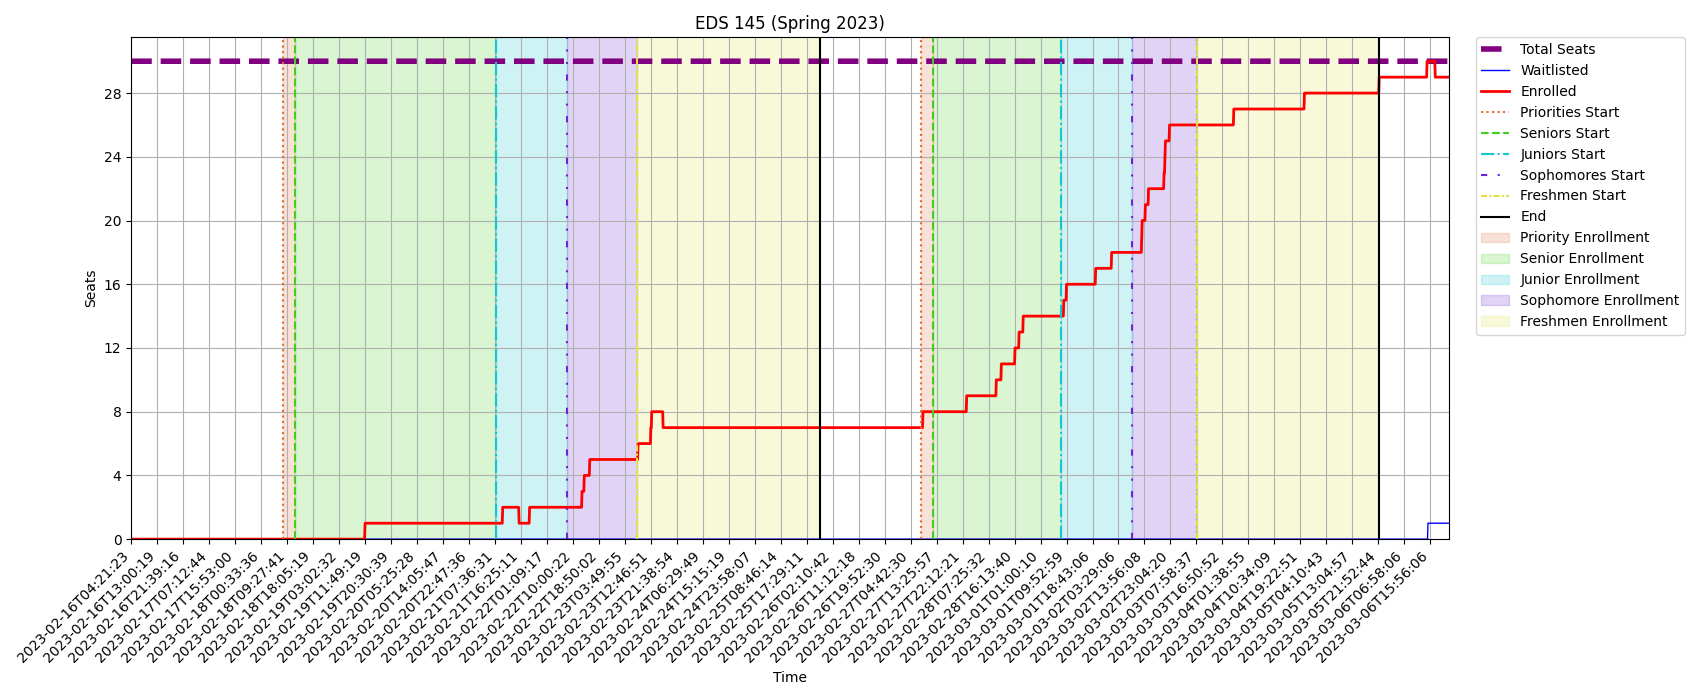 EDS 145 (Spring 2023)
Seats
28
24
20
16
12
8
4
0
2023-02-16T04:21:23
2023-02-16T13:00:19
2023-02-16T21:39:16
2023-02-17T07:12:44
2023-02-17T15:53:00
2023-02-18T00:33:36
2023-02-18T09:27:41
2023-02-18T18:05:19
2023-02-19T03:02:32
2023-02-19T11:49:19
2023-02-19T20:30:39
2023-02-20T05:25:28
2023-02-20T14:05:47
2023-02-20T22:47:36
2023-02-21T07:36:31
2023-02-21T16:25:11
2023-02-22T01:09:17
2023-02-22T10:00:22
2023-02-22T18:50:02
2023-02-23T03:49:55
2023-02-23T12:46:51
2023-02-23T21:38:54
2023-02-24T06:29:49
2023-02-24T15:15:19
2023-02-24T23:58:07
2023-02-25T08:46:14
2023-02-25T17:29:11
2023-02-26T02:10:42
2023-02-26T11:12:18
2023-02-26T19:52:30
2023-02-27T04:42:30
2023-02-27T13:25:57
2023-02-27T22:12:21
2023-02-28T07:25:32
2023-02-28T16:13:40
2023-03-01T01:00:10
2023-03-01T09:52:59
2023-03-01T18:43:06
2023-03-02T03:29:06
2023-03-02T13:56:08
2023-03-02T23:04:20
2023-03-03T07:58:37
2023-03-03T16:50:52
2023-03-04T01:38:55
2023-03-04T10:34:09
2023-03-04T19:22:51
2023-03-05T04:10:43
2023-03-05T13:04:57
2023-03-05T21:52:44
2023-03-06T06:58:06
2023-03-06T15:56:06
Time
Total Seats
Waitlisted
Enrolled
Priorities Start
Seniors Start
Juniors Start
Sophomores Start
Freshmen Start
End
Priority Enrollment
Senior Enrollment
Junior Enrollment
Sophomore Enrollment
Freshmen Enrollment